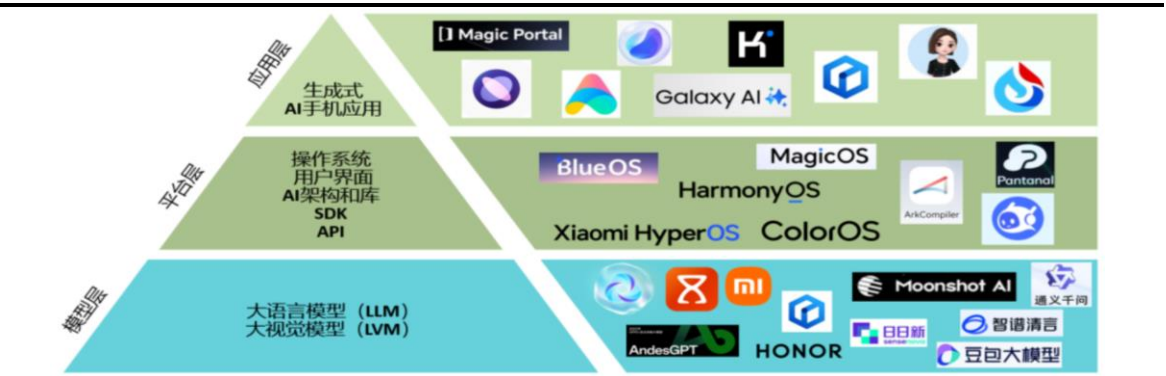 应用层
生成式
AI手机应用
[] Magic Portal
K
Galaxy AI
平台层
操作系统
用户界面
AI架构和库
SDK
API
BlueOS
MagicOS
HarmonyOS
Xiaomi HyperOS
ColorOS
ArkCompiler
Pantanal
模型层
大语言模型（LLM）
大视觉模型（LVM）
mi
AndesGPT
HONOR
Moonshot AI
通义千问
日日新
sensenova
智谱清言
豆包大模型